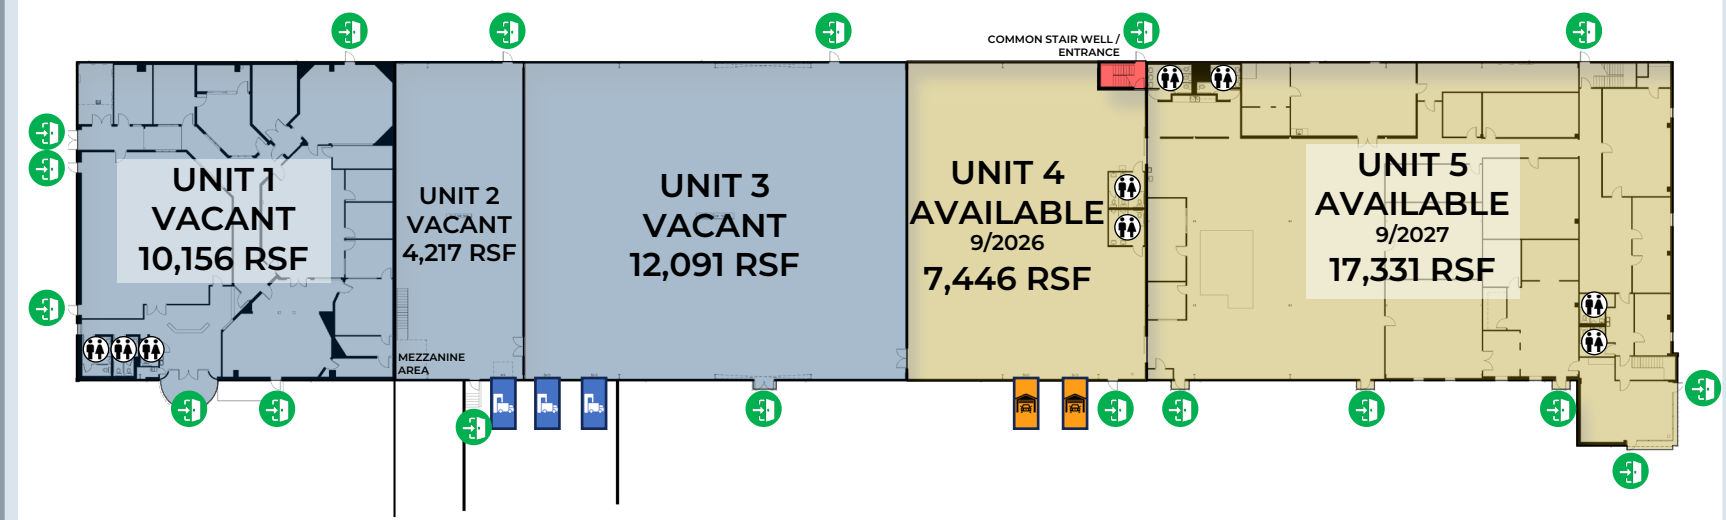 COMMON STAIR WELL /
ENTRANCE
UNIT 1
VACANT
10,156 RSF
UNIT 2
VACANT
4,217 RSF
MEZZANINE
AREA
UNIT 3
VACANT
12,091 RSF
UNIT 4
AVAILABLE
9/2026
7,446 RSF
UNIT 5
AVAILABLE
9/2027
17,331 RSF